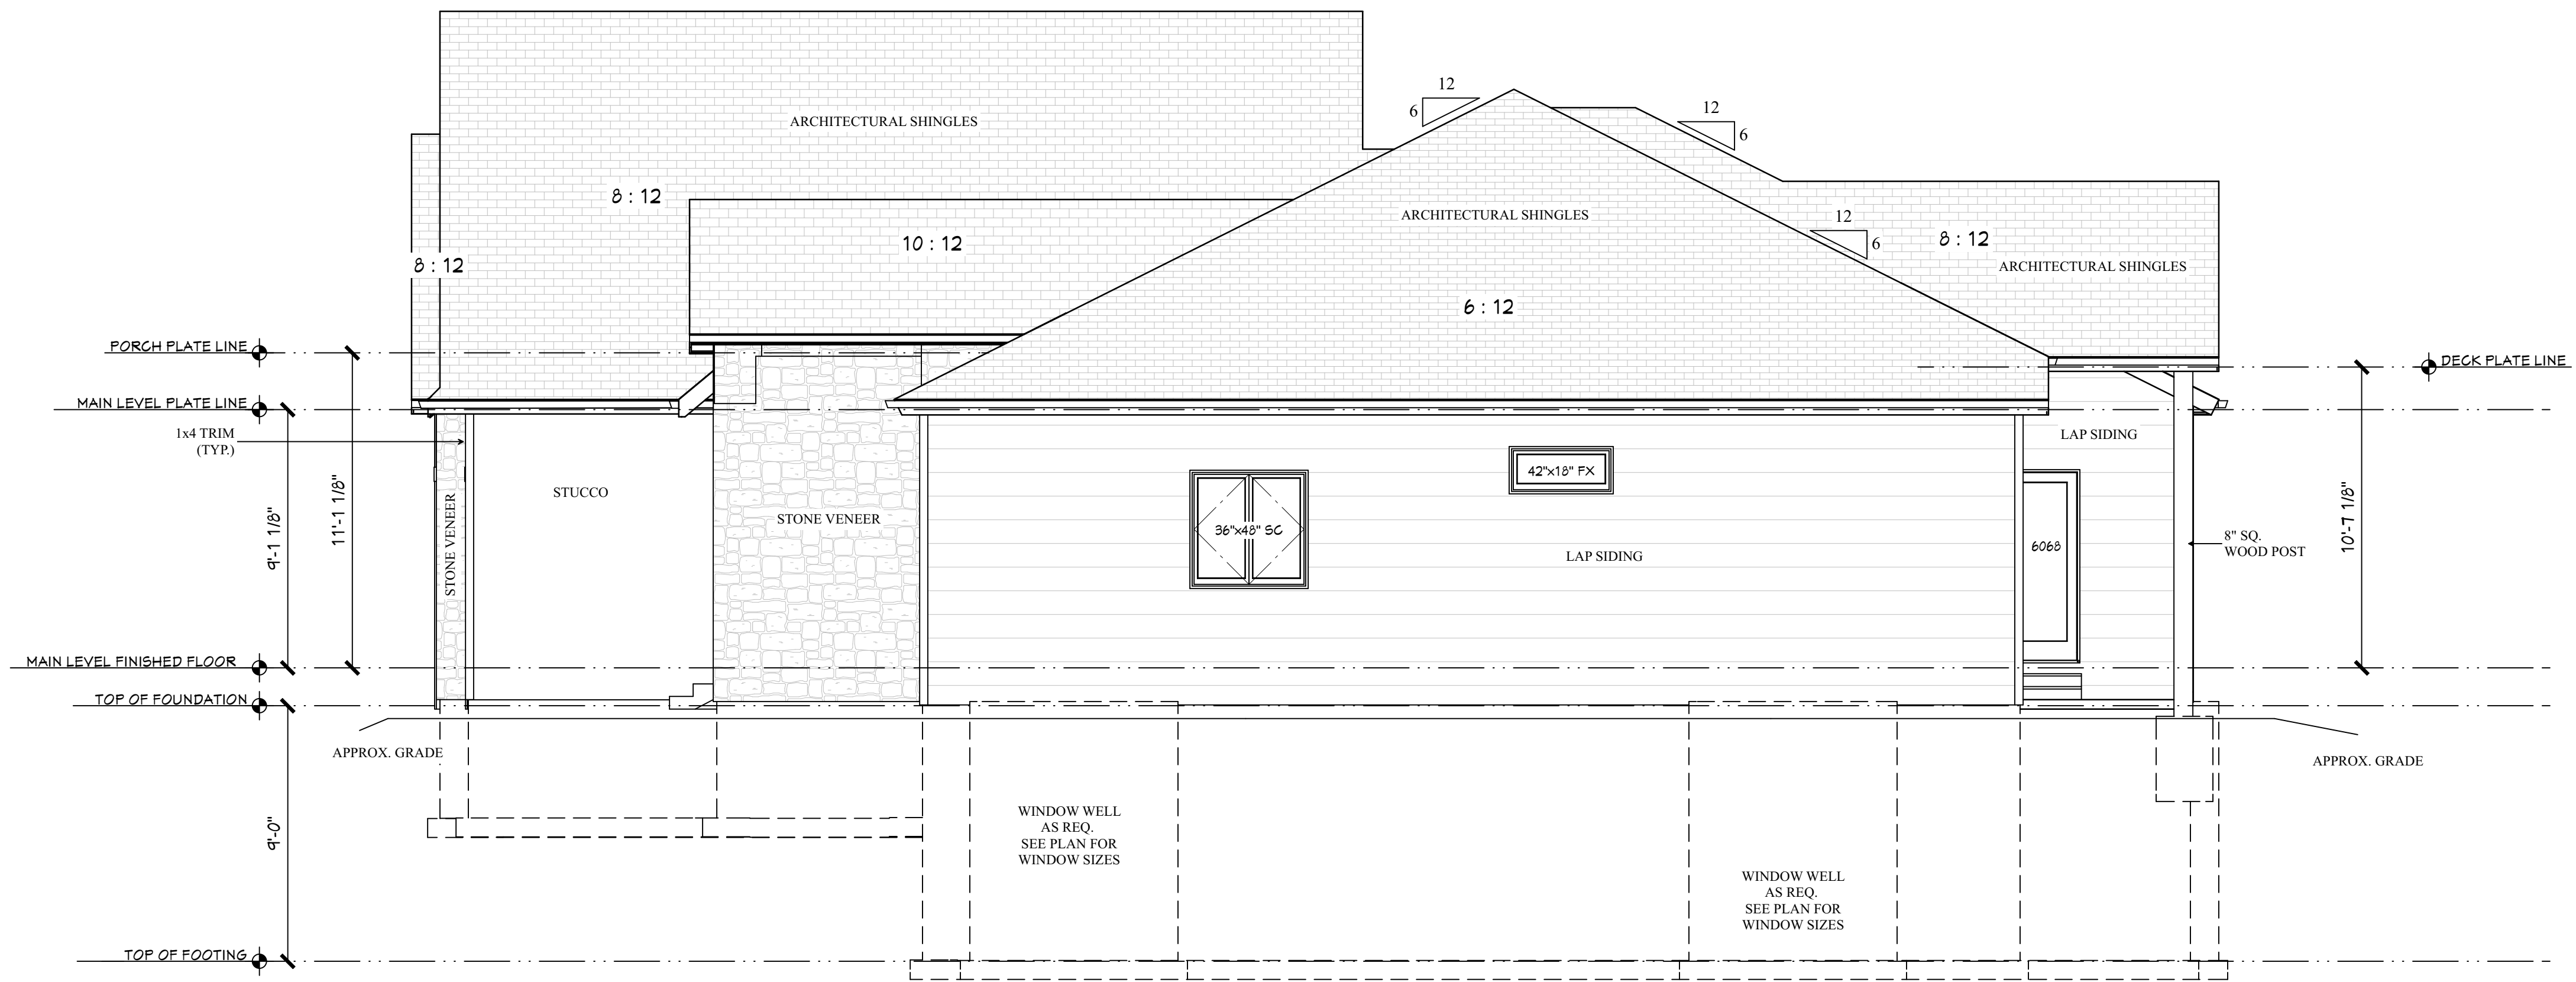 12
6
12
6
ARCHITECTURAL SHINGLES
8 : 12
ARCHITECTURAL SHINGLES
12
6
8 : 12
10 : 12
8 : 12
ARCHITECTURAL SHINGLES
6 : 12
PORCH PLATE LINE
DECK PLATE LINE
MAIN LEVEL PLATE LINE
1x4 TRIM
(TYP.)
LAP SIDING
42"x18" FX
STUCCO
STONE VENEER
STONE VENEER
36"x48" SC
LAP SIDING
6068
8" SQ.
WOOD POST
9'-1 1/8"
11'-1 1/8"
10'-7 1/8"
MAIN LEVEL FINISHED FLOOR
TOP OF FOUNDATION
APPROX. GRADE
APPROX. GRADE
9'-0"
WINDOW WELL
AS REQ.
SEE PLAN FOR
WINDOW SIZES
WINDOW WELL
AS REQ.
SEE PLAN FOR
WINDOW SIZES
TOP OF FOOTING